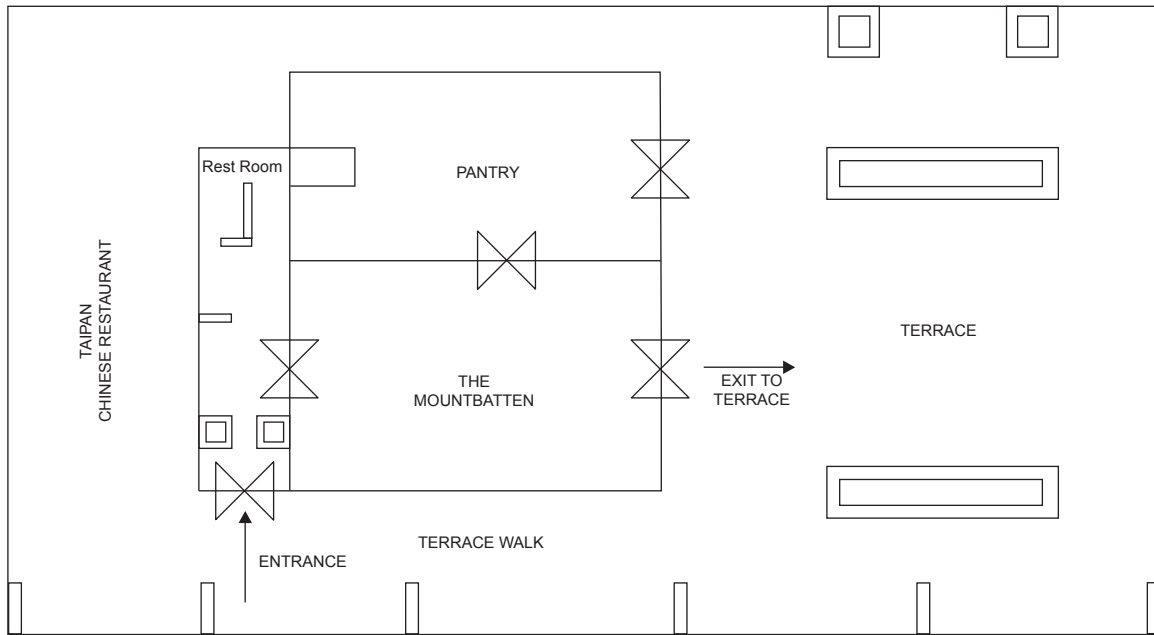 Rest Room
PANTRY
TAIPAN
CHINESE RESTAURANT
TERRACE
THE
MOUNTBATTEN
EXIT TO
TERRACE
TERRACE WALK
ENTRANCE